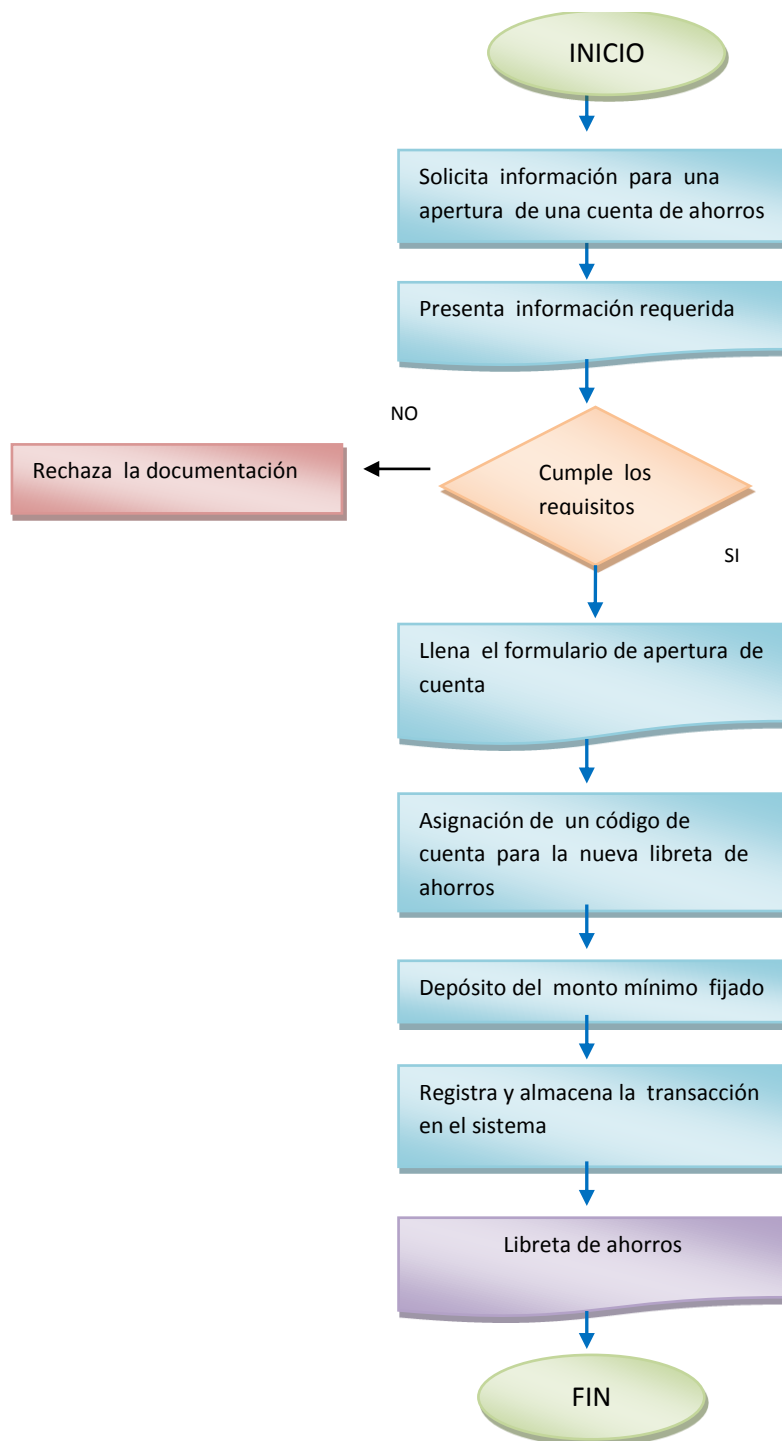 INICIO
Solicita información para una
apertura de una cuenta de ahorros
Presenta información requerida
NO
Rechaza la documentación
Cumple los
requisitos
SI
Llena el formulario de apertura de
cuenta
Asignación de un código de
cuenta para la nueva libreta de
ahorros
Depósito del monto mínimo fijado
Registra y almacena la transacción
en el sistema
Libreta de ahorros
FIN